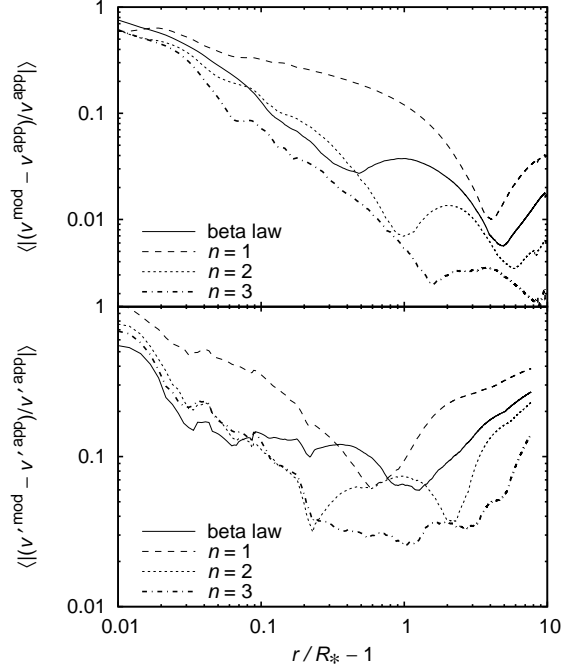 1
0.1
0.01
⟨|(v^mod − v^app)/v^app|⟩
beta law
n = 1
n = 2
n = 3
1
0.1
0.01
⟨|(v′^mod − v′^app)/v′^app|⟩
beta law
n = 1
n = 2
n = 3
0.01 0.1 1 10
r / R* − 1